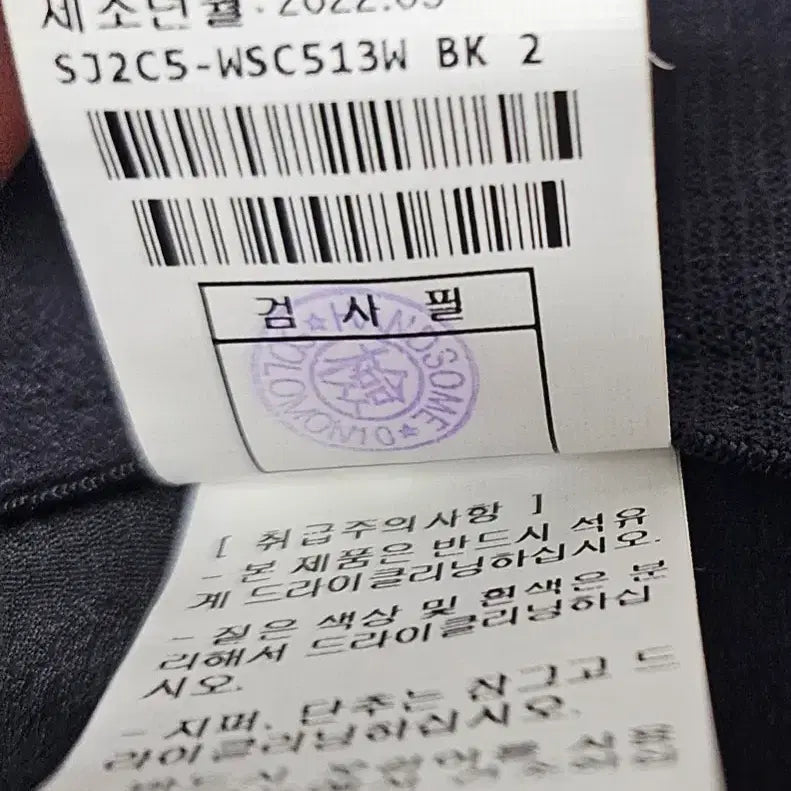 제조년월:2022.05
SJ2C5-WSC513W BK 2
검 사 필
[ 취급주의사항 ]
- 본 제품은 반드시 석유
계 드라이클리닝하십시오.
- 짙은 색상 및 흰색은 분
리해서 드라이클리닝하십
시오.
- 지퍼, 단추는 잠그고 드
라이클리닝하십시오.